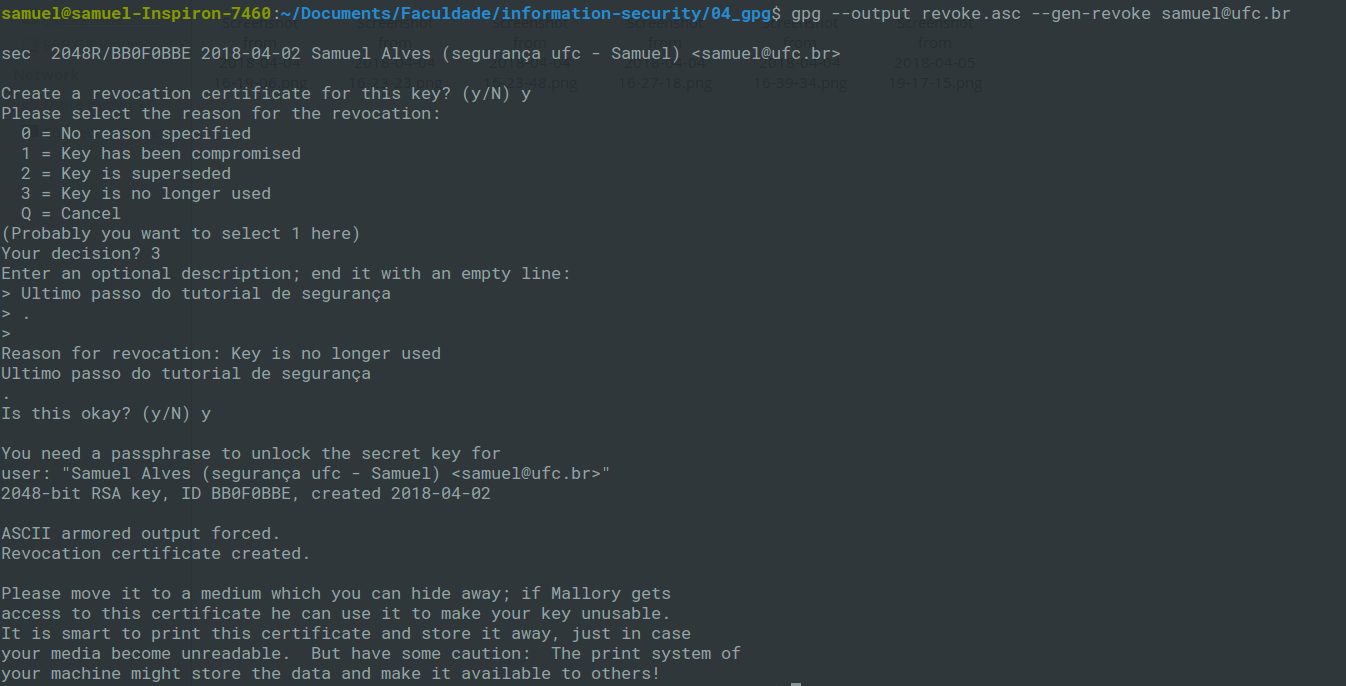 samuel@samuel-Inspiron-7460:~/Documents/Faculdade/information-security/04_gpg$ gpg --output revoke.asc --gen-revoke samuel@ufc.br
sec  2048R/BB0F0BBE 2018-04-02 Samuel Alves (segurança ufc - Samuel) <samuel@ufc.br>
Network
Create a revocation certificate for this key? (y/N) y
Please select the reason for the revocation:
  0 = No reason specified
  1 = Key has been compromised
  2 = Key is superseded
  3 = Key is no longer used
  Q = Cancel
(Probably you want to select 1 here)
Your decision? 3
Enter an optional description; end it with an empty line:
> Ultimo passo do tutorial de segurança
> .
>
Reason for revocation: Key is no longer used
Ultimo passo do tutorial de segurança
.
Is this okay? (y/N) y
You need a passphrase to unlock the secret key for
user: "Samuel Alves (segurança ufc - Samuel) <samuel@ufc.br>"
2048-bit RSA key, ID BB0F0BBE, created 2018-04-02
ASCII armored output forced.
Revocation certificate created.
Please move it to a medium which you can hide away; if Mallory gets
access to this certificate he can use it to make your key unusable.
It is smart to print this certificate and store it away, just in case
your media become unreadable.  But have some caution:  The print system of
your machine might store the data and make it available to others!